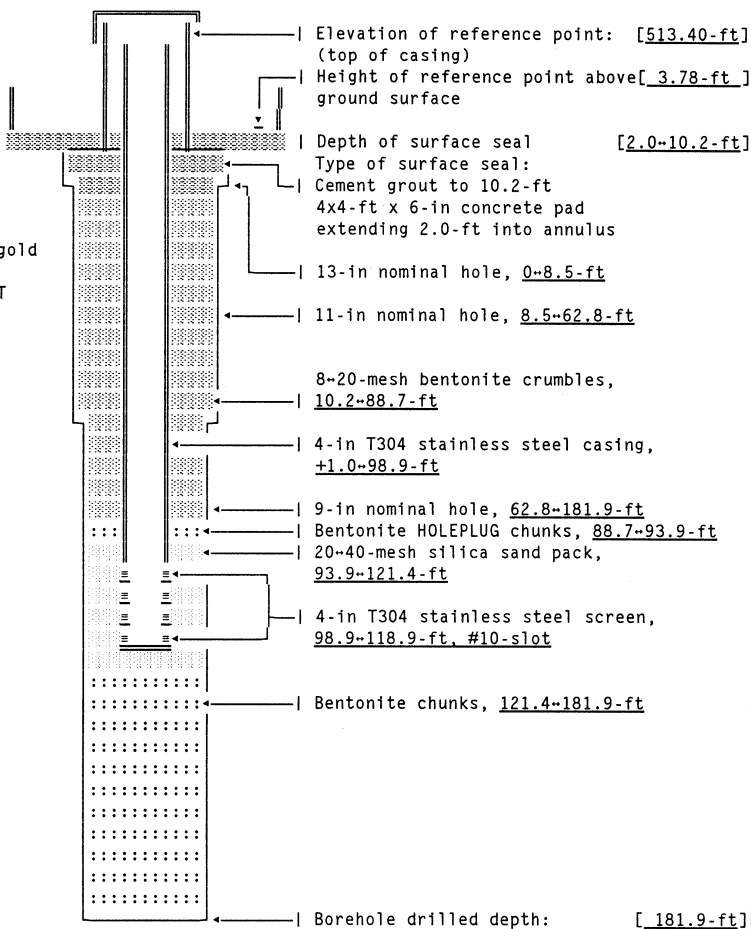 Elevation of reference point: [513.40-ft]
(top of casing)
Height of reference point above[ 3.78-ft ]
ground surface
Depth of surface seal [2.0↔10.2-ft]
Type of surface seal:
Cement grout to 10.2-ft
4x4-ft x 6-in concrete pad
extending 2.0-ft into annulus
gold
T
13-in nominal hole, 0↔8.5-ft
11-in nominal hole, 8.5↔62.8-ft
8↔20-mesh bentonite crumbles,
10.2↔88.7-ft
4-in T304 stainless steel casing,
+1.0↔98.9-ft
9-in nominal hole, 62.8↔181.9-ft
Bentonite HOLEPLUG chunks, 88.7↔93.9-ft
20↔40-mesh silica sand pack,
93.9↔121.4-ft
4-in T304 stainless steel screen,
98.9↔118.9-ft, #10-slot
Bentonite chunks, 121.4↔181.9-ft
Borehole drilled depth: [ 181.9-ft]